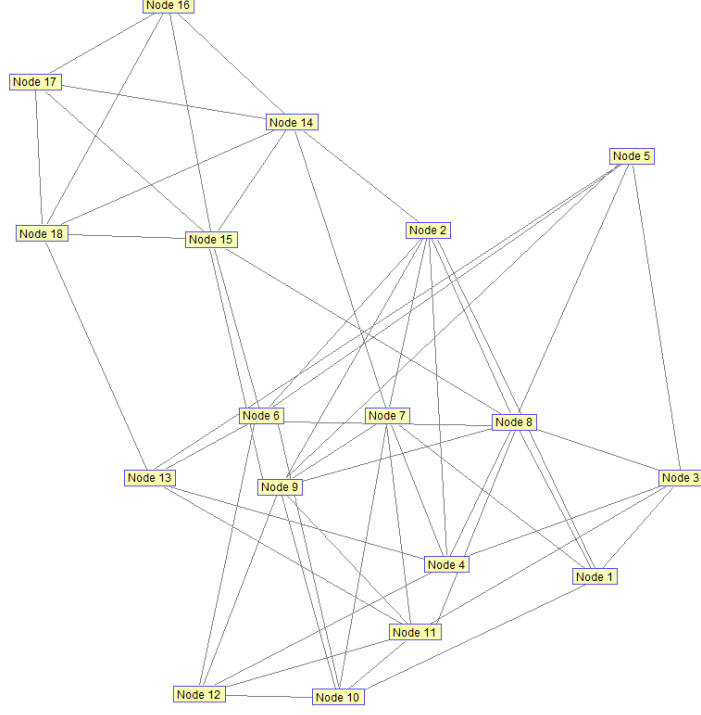 Node 16
Node 17
Node 14
Node 5
Node 2
Node 18
Node 15
Node 6
Node 7
Node 8
Node 13
Node 9
Node 3
Node 4
Node 1
Node 11
Node 12
Node 10